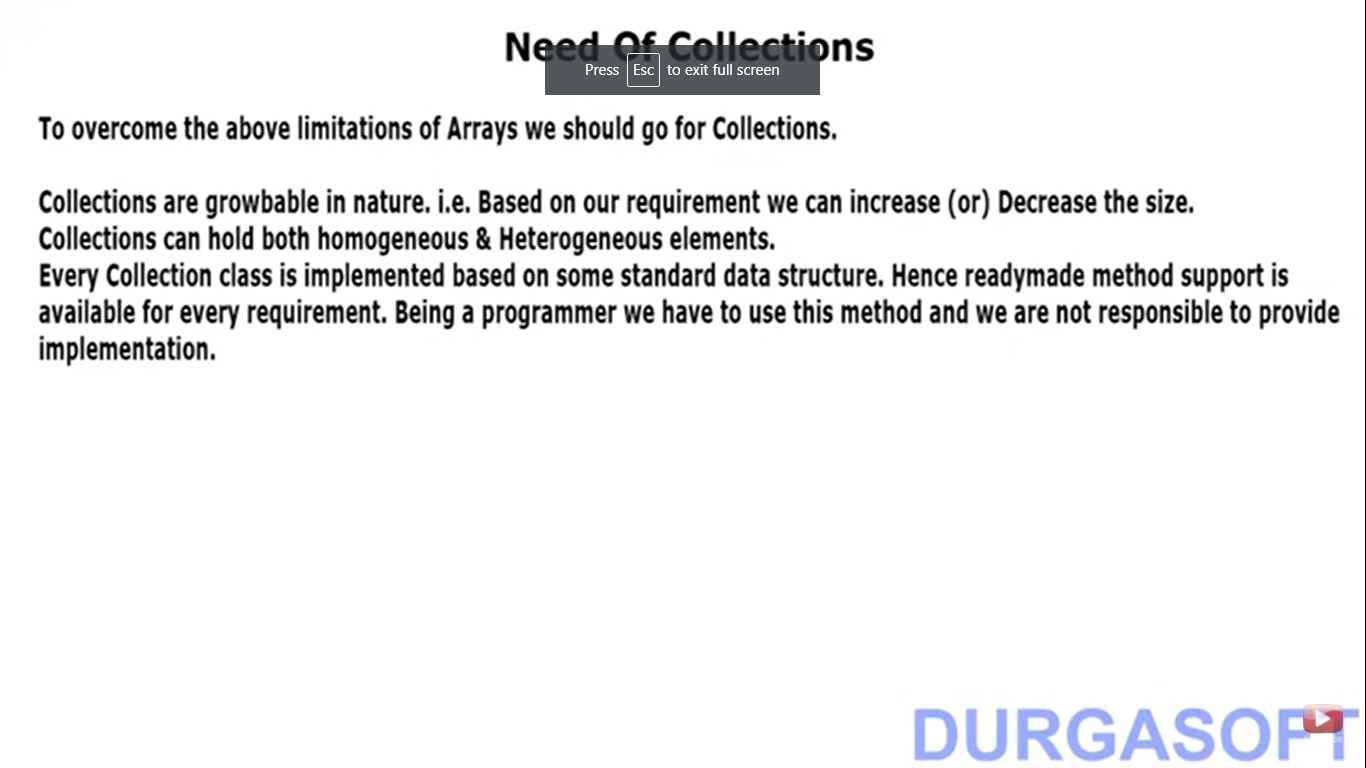 Need Of Collections
Press Esc to exit full screen
To overcome the above limitations of Arrays we should go for Collections.
Collections are growbable in nature. i.e. Based on our requirement we can increase (or) Decrease the size.
Collections can hold both homogeneous & Heterogeneous elements.
Every Collection class is implemented based on some standard data structure. Hence readymade method support is
available for every requirement. Being a programmer we have to use this method and we are not responsible to provide
implementation.
DURGASOFT